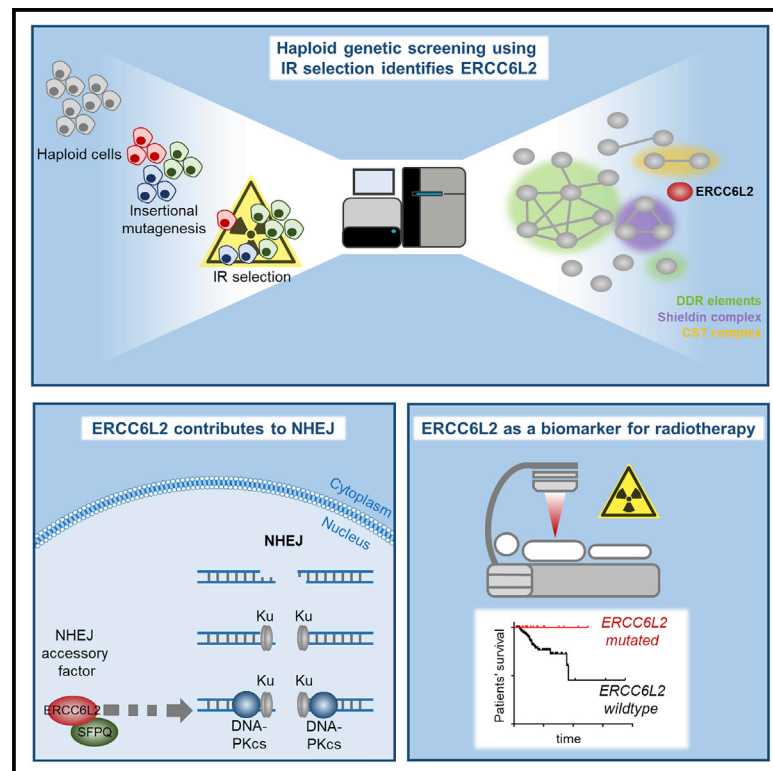 Haploid genetic screening using
IR selection identifies ERCC6L2
Haploid cells
Insertional
mutagenesis
IR selection
ERCC6L2
DDR elements
Shieldin complex
CST complex
ERCC6L2 contributes to NHEJ
Cytoplasm
Nucleus
NHEJ
Ku Ku
NHEJ
accessory
factor
Ku Ku
ERCC6L2
SFPQ
DNA-
PKcs
DNA-
PKcs
ERCC6L2 as a biomarker for radiotherapy
Patients' survival
ERCC6L2
mutated
ERCC6L2
wildtype
time